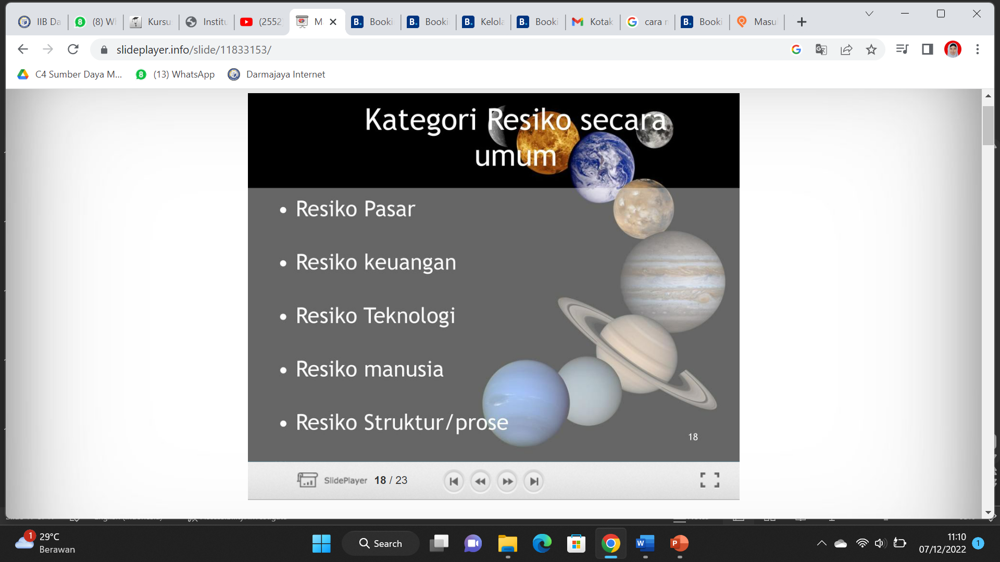 IIB Da
(8) W
Kursu
Institu
(2552
M
Booki
Booki
Kelola
Booki
Kotak
cara
Booki
Masu
slideplayer.info/slide/11833153/
C4 Sumber Daya M...
(13) WhatsApp
Darmajaya Internet
Kategori Resiko secara
umum
• Resiko Pasar
• Resiko keuangan
• Resiko Teknologi
• Resiko manusia
• Resiko Struktur/prose
18
SlidePlayer 18 / 23
1
29°C
Berawan
Search
11:10
07/12/2022
1